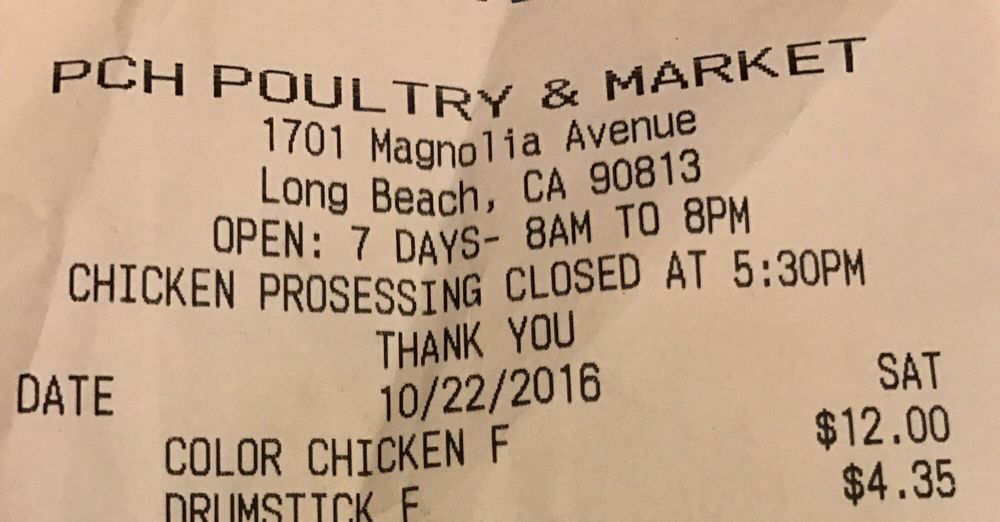 PCH POULTRY & MARKET
1701 Magnolia Avenue
Long Beach, CA 90813
OPEN: 7 DAYS- 8AM TO 8PM
CHICKEN PROSESSING CLOSED AT 5:30PM
THANK YOU
DATE 10/22/2016 SAT
COLOR CHICKEN F $12.00
DRUMSTICK F $4.35